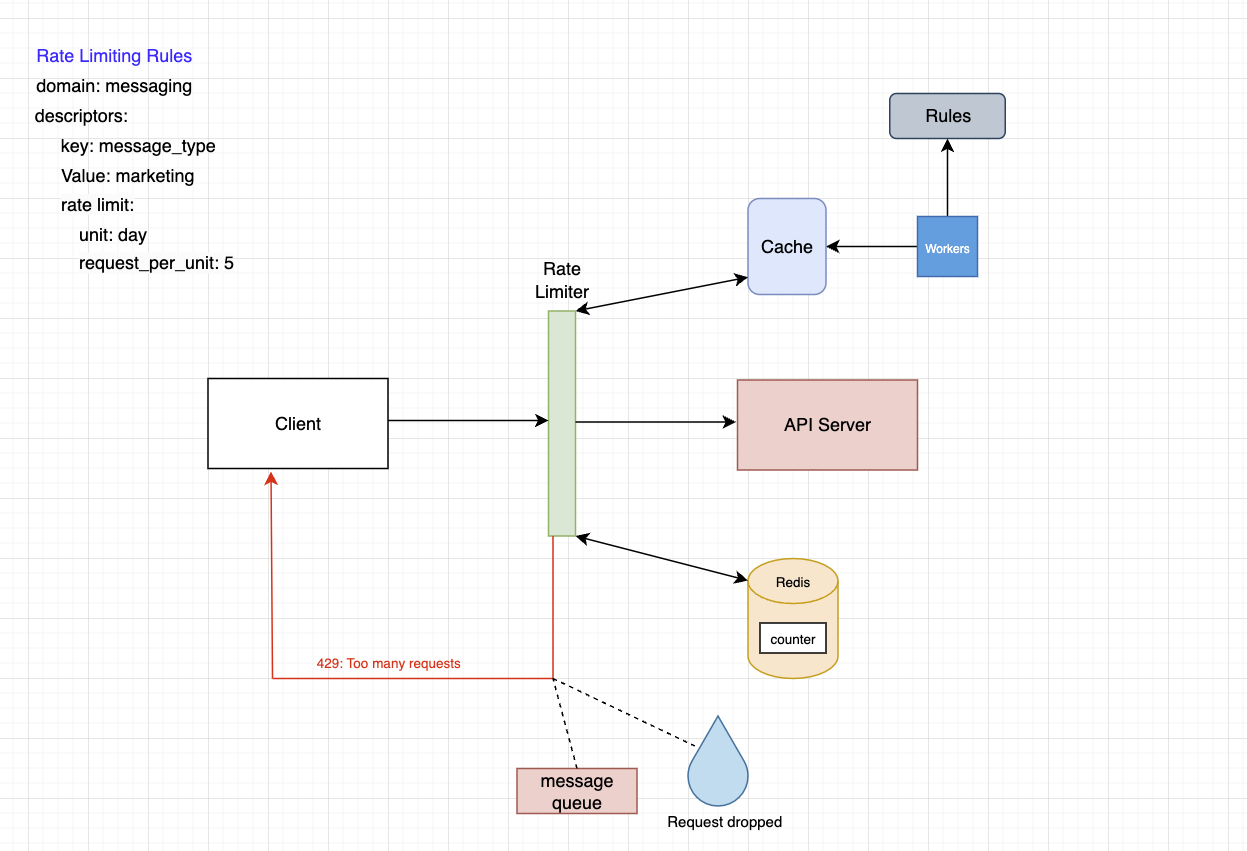 Rate Limiting Rules
domain: messaging
descriptors:
key: message_type
Value: marketing
rate limit:
unit: day
request_per_unit: 5
Rules
Cache
Workers
Rate
Limiter
Client
API Server
Redis
counter
429: Too many requests
message
queue
Request dropped